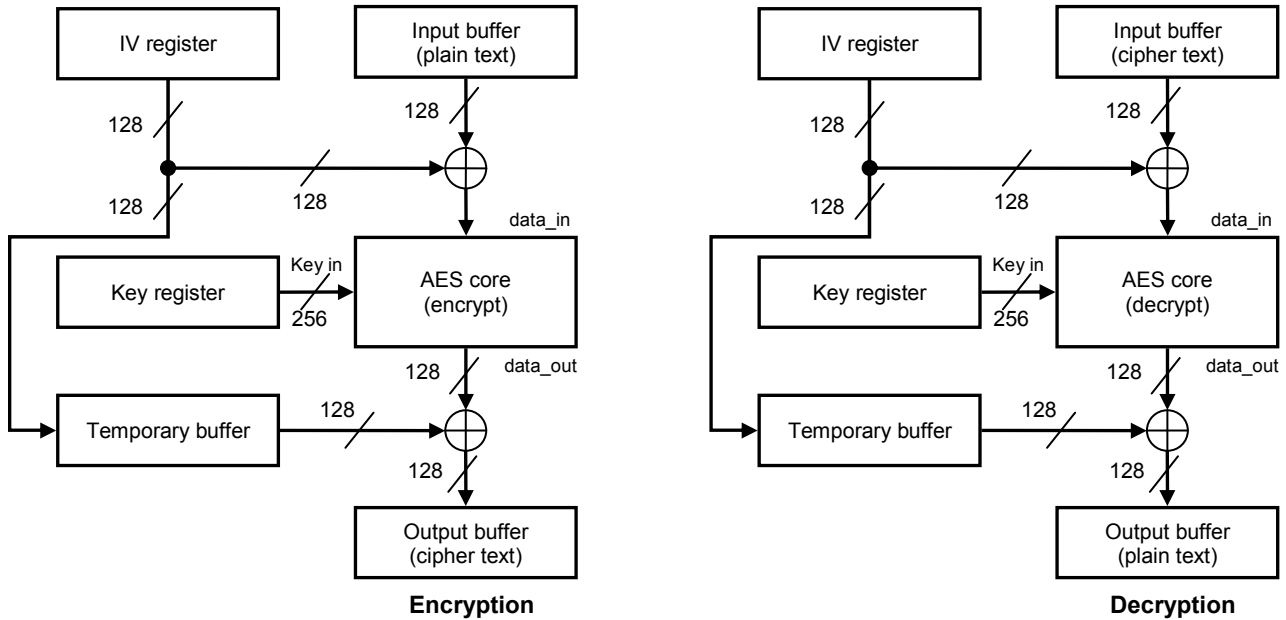 IV register
Input buffer
(plain text)
128
128
128
128
data_in
Key register
Key in
256
AES core
(encrypt)
data_out
128
Temporary buffer
128
128
Output buffer
(cipher text)
Encryption
IV register
Input buffer
(cipher text)
128
128
128
128
data_in
Key register
Key in
256
AES core
(decrypt)
data_out
128
Temporary buffer
128
128
Output buffer
(plain text)
Decryption